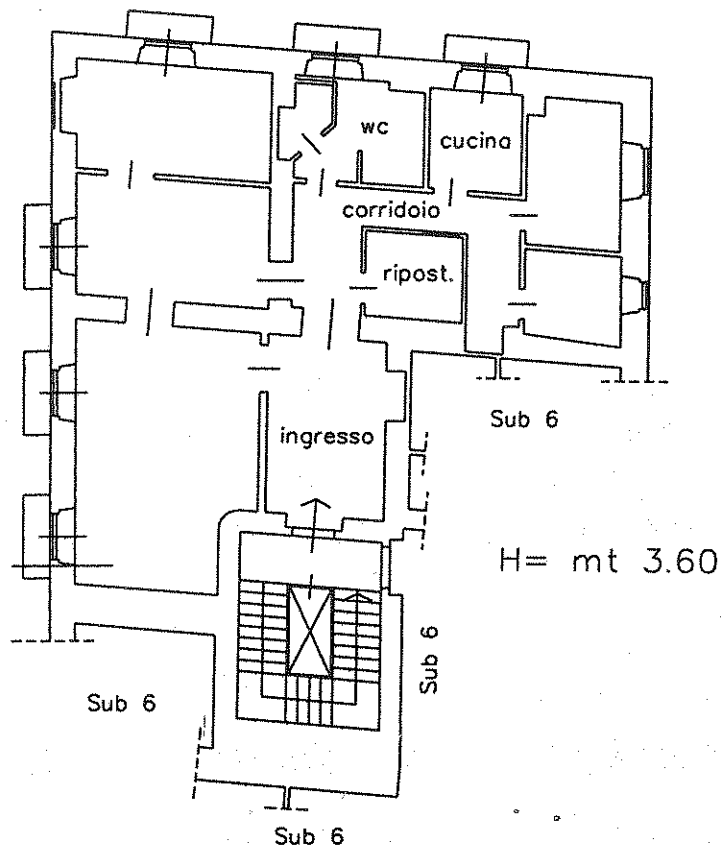 wc
cucina
corridoio
ripost.
Sub 6
ingresso
H= mt 3.60
Sub 6
Sub 6
Sub 6